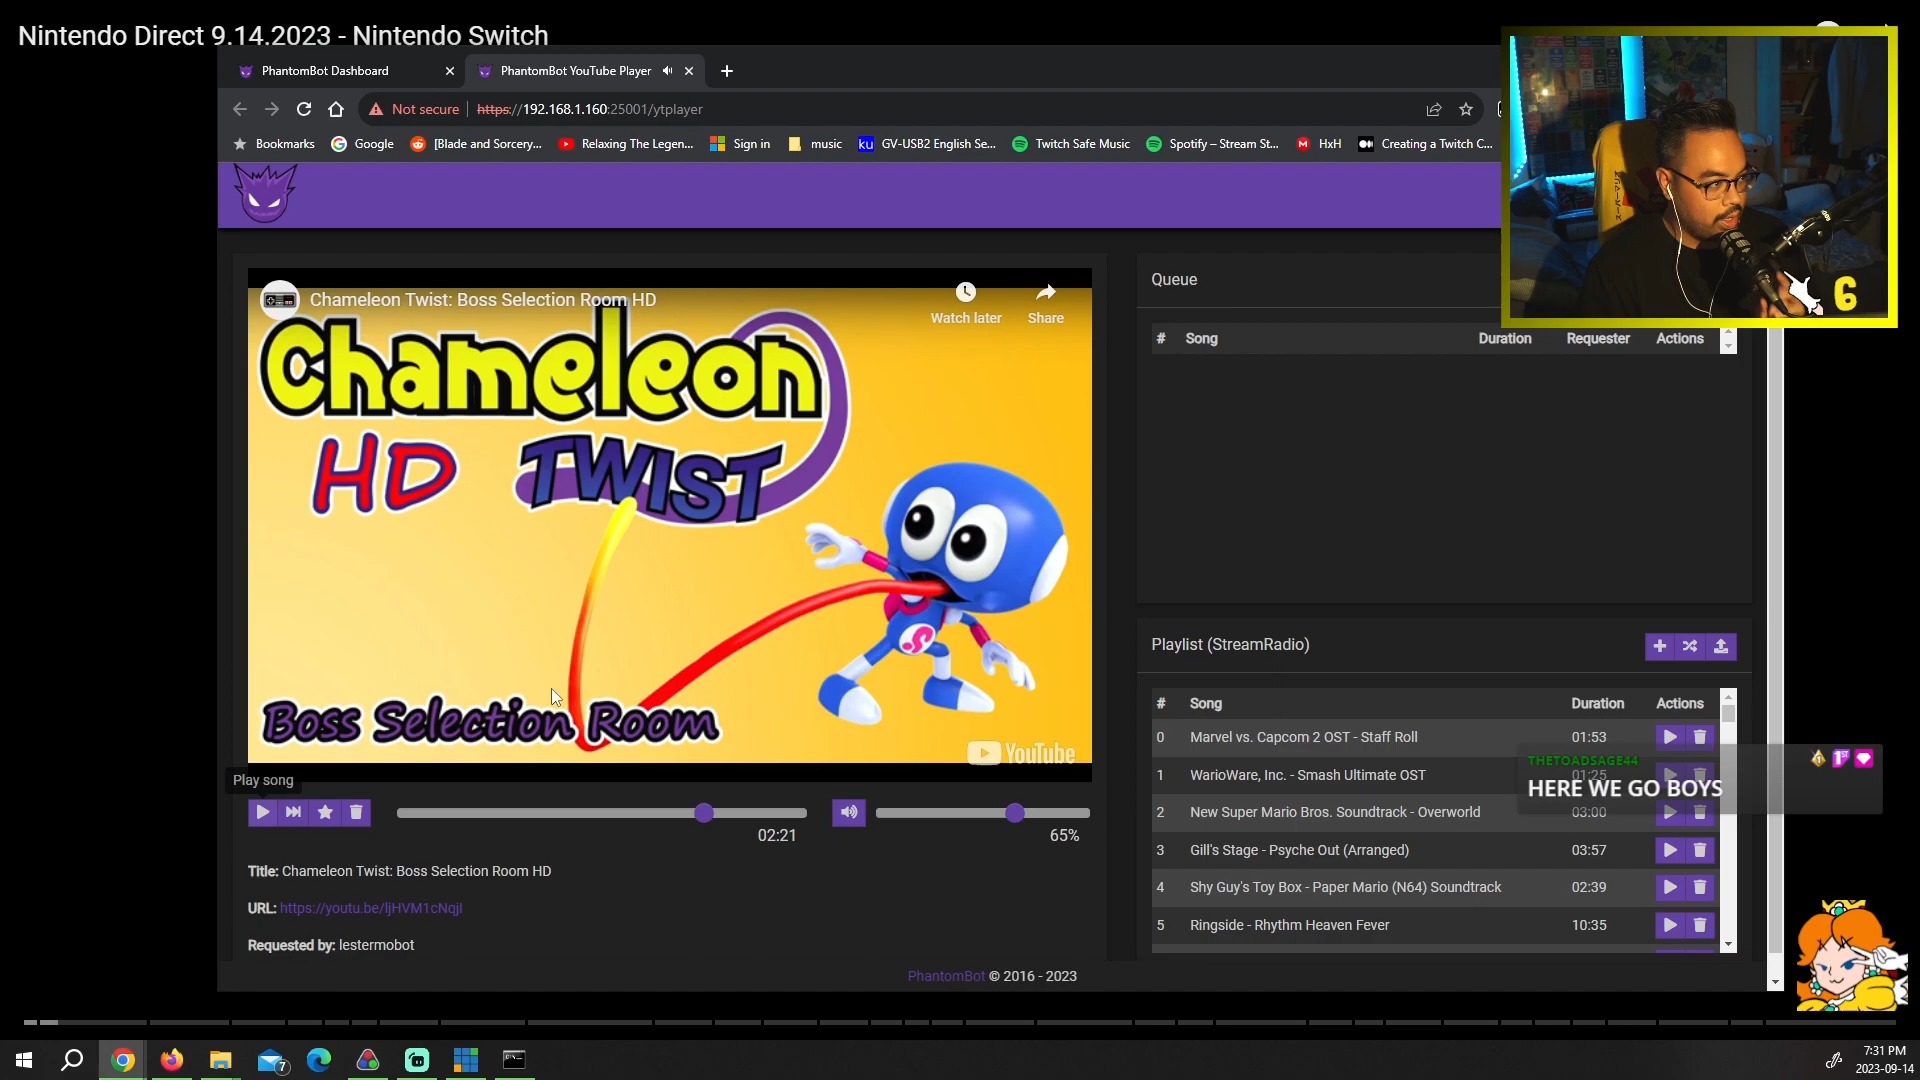 Nintendo Direct 9.14.2023 - Nintendo Switch
PhantomBot Dashboard
PhantomBot YouTube Player
Not secure
https://192.168.1.160:25001/ytplayer
Bookmarks
Google
[Blade and Sorcery...
Relaxing The Legen...
Sign in
music
ku
GV-USB2 English Se...
Twitch Safe Music
Spotify – Stream St...
HxH
Creating a Twitch C...
Chameleon Twist: Boss Selection Room HD
Watch later
Share
Chameleon
HD TWIST
Boss Selection Room
YouTube
Play song
02:21
65%
Title: Chameleon Twist: Boss Selection Room HD
URL: https://youtu.be/ljHVM1cNqjI
Requested by: lestermobot
Queue
# Song Duration Requester Actions
6
Playlist (StreamRadio)
# Song Duration Actions
0 Marvel vs. Capcom 2 OST - Staff Roll 01:53
1 WarioWare, Inc. - Smash Ultimate OST 01:25
2 New Super Mario Bros. Soundtrack - Overworld 03:00
3 Gill's Stage - Psyche Out (Arranged) 03:57
4 Shy Guy's Toy Box - Paper Mario (N64) Soundtrack 02:39
5 Ringside - Rhythm Heaven Fever 10:35
THETOADSAGE44
HERE WE GO BOYS
PhantomBot © 2016 - 2023
7
7:31 PM
2023-09-14